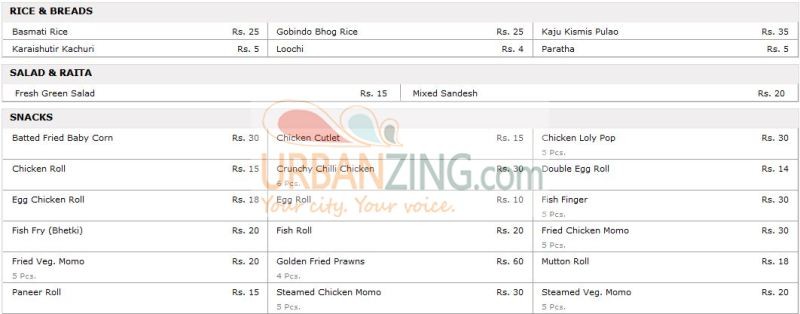 RICE & BREADS
Basmati Rice Rs. 25 Gobindo Bhog Rice Rs. 25 Kaju Kismis Pulao Rs. 35
Karaishutir Kachuri Rs. 5 Loochi Rs. 4 Paratha Rs. 5
SALAD & RAITA
Fresh Green Salad Rs. 15 Mixed Sandesh Rs. 20
SNACKS
Batted Fried Baby Corn Rs. 30 Chicken Cutlet Rs. 15 Chicken Loly Pop Rs. 30
5 Pcs.
Chicken Roll Rs. 15 Crunchy Chilli Chicken Rs. 30 Double Egg Roll Rs. 14
6 Pcs.
URBANZING.com
Egg Chicken Roll Rs. 18 Egg Roll Rs. 10 Fish Finger Rs. 30
5 Pcs.
Your city. Your voice.
Fish Fry (Bhetki) Rs. 20 Fish Roll Rs. 20 Fried Chicken Momo Rs. 30
5 Pcs.
Fried Veg. Momo Rs. 20 Golden Fried Prawns Rs. 60 Mutton Roll Rs. 18
5 Pcs. 4 Pcs.
Paneer Roll Rs. 15 Steamed Chicken Momo Rs. 30 Steamed Veg. Momo Rs. 20
5 Pcs. 5 Pcs.